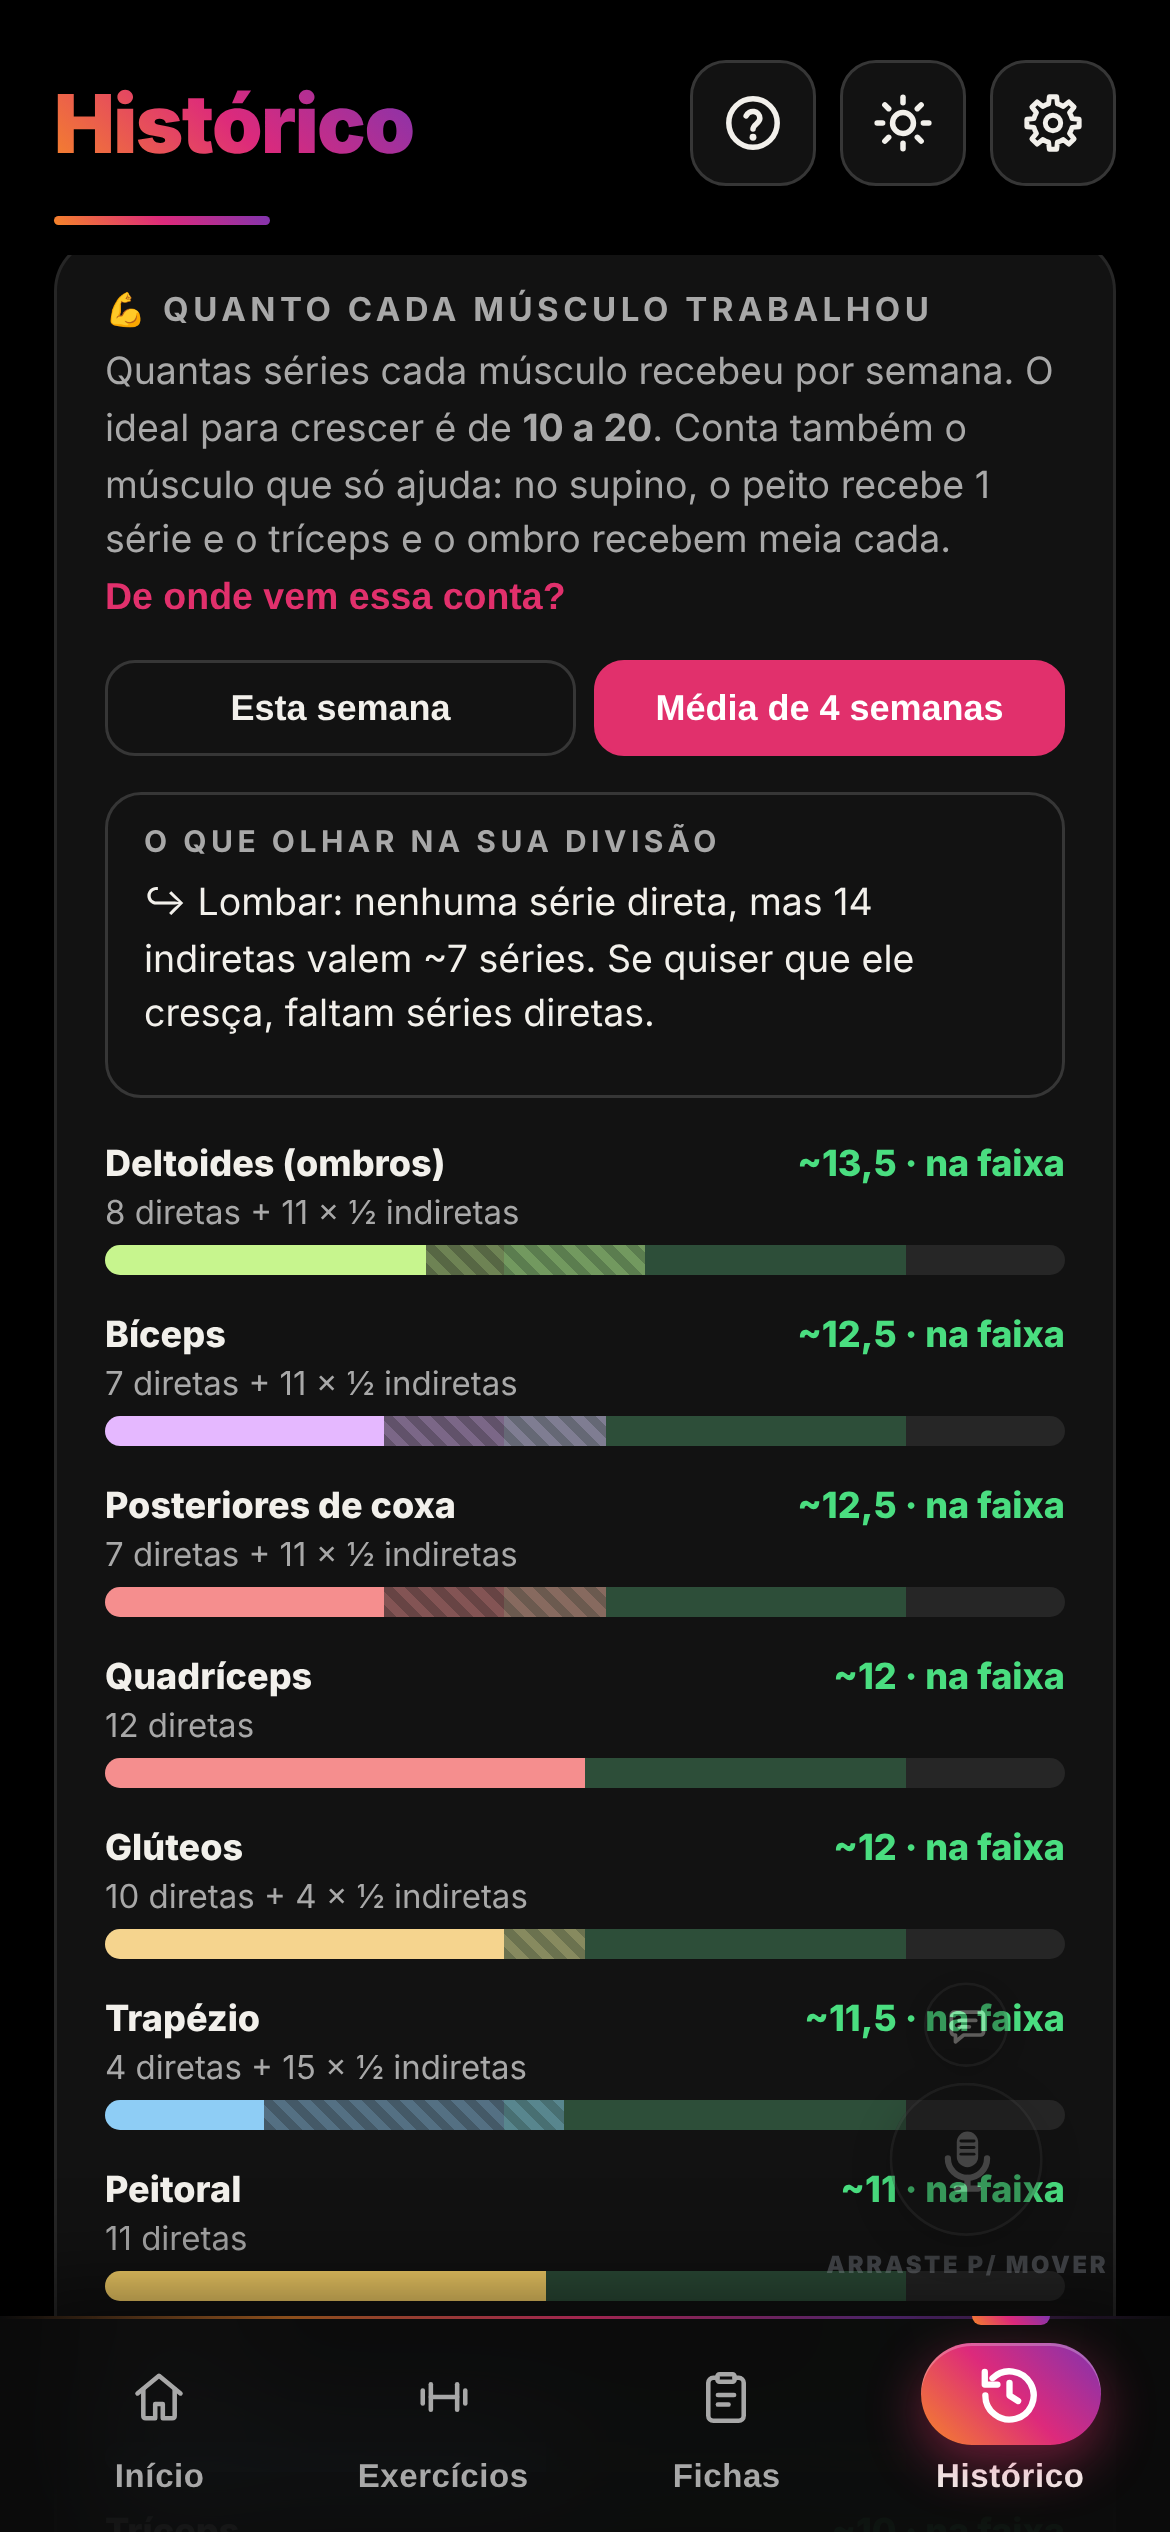 Histórico
💪 QUANTO CADA MÚSCULO TRABALHOU
Quantas séries cada músculo recebeu por semana. O
ideal para crescer é de 10 a 20. Conta também o
músculo que só ajuda: no supino, o peito recebe 1
série e o tríceps e o ombro recebem meia cada.
De onde vem essa conta?
Esta semana
Média de 4 semanas
O QUE OLHAR NA SUA DIVISÃO
↪ Lombar: nenhuma série direta, mas 14
indiretas valem ~7 séries. Se quiser que ele
cresça, faltam séries diretas.
Deltoides (ombros)
~13,5 · na faixa
8 diretas + 11 × ½ indiretas
Bíceps
~12,5 · na faixa
7 diretas + 11 × ½ indiretas
Posteriores de coxa
~12,5 · na faixa
7 diretas + 11 × ½ indiretas
Quadríceps
~12 · na faixa
12 diretas
Glúteos
~12 · na faixa
10 diretas + 4 × ½ indiretas
Trapézio
~11,5 · na faixa
4 diretas + 15 × ½ indiretas
Peitoral
~11 · na faixa
11 diretas
ARRASTE P/ MOVER
Início
Exercícios
Fichas
Histórico
Tríceps